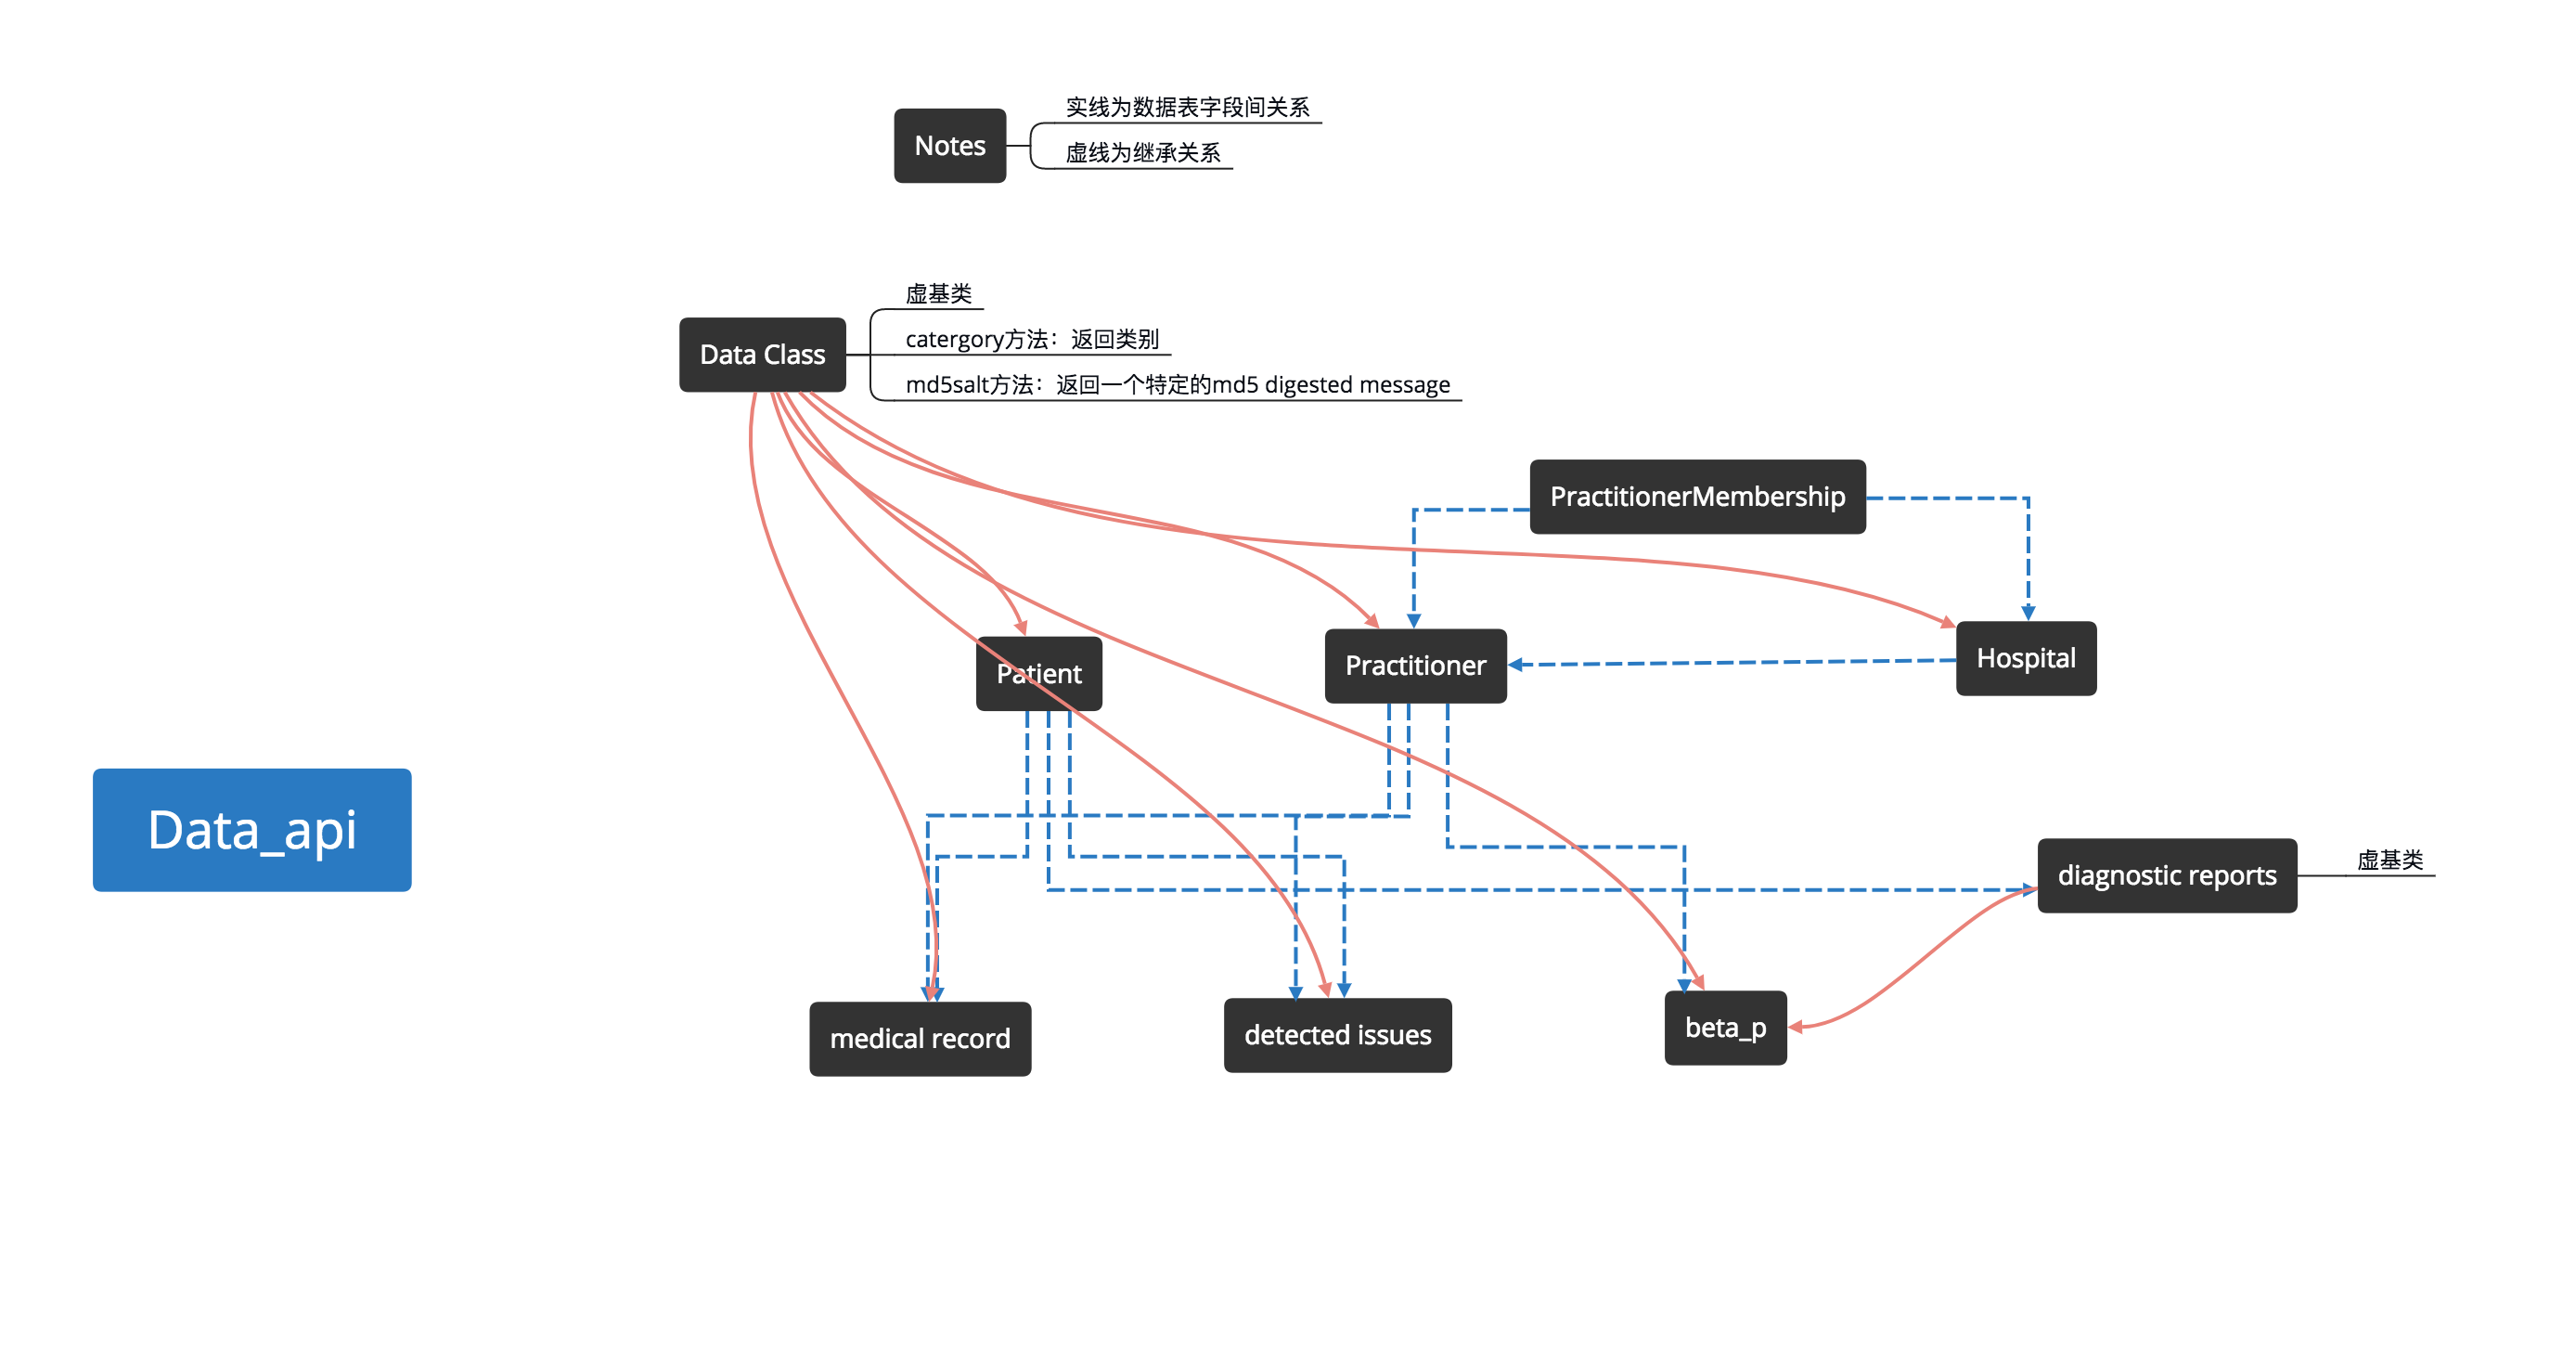 Notes
实线为数据表字段间关系
虚线为继承关系
Data Class
虚基类
catergory方法：返回类别
md5salt方法：返回一个特定的md5 digested message
PractitionerMembership
Patient
Practitioner
Hospital
Data_api
diagnostic reports
虚基类
medical record
detected issues
beta_p